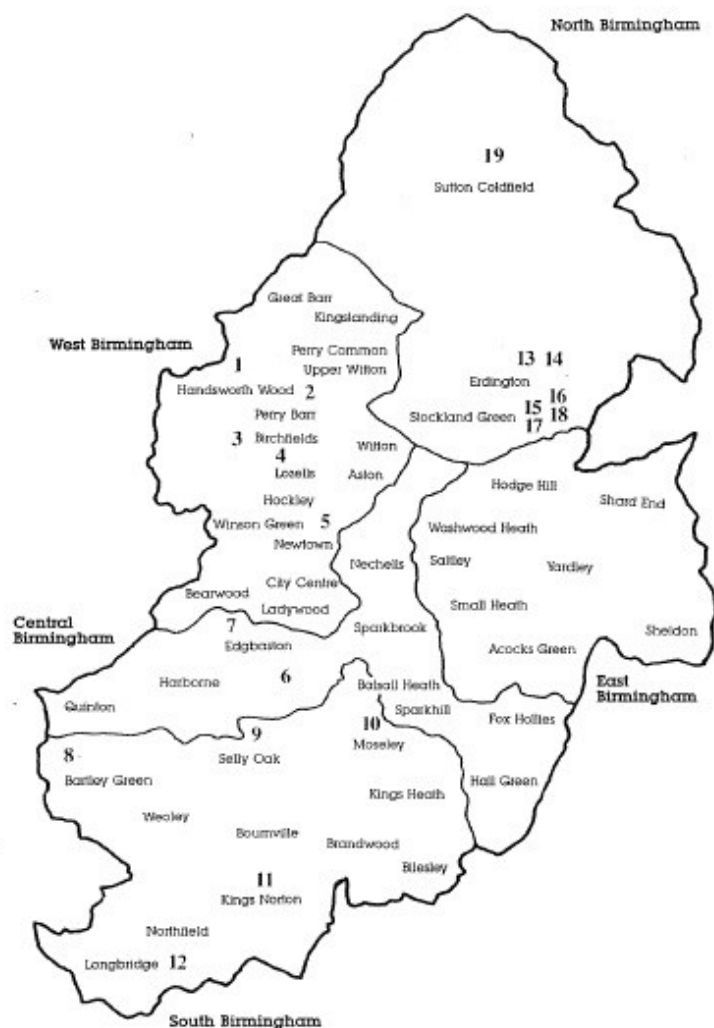 North Birmingham
19
Sutton Coldfield
Great Barr
Kingslanding
West Birmingham
Perry Common
1
13 14
Upper Witton
Erdington
Handsworth Wood 2
16
Perry Barr
Stockland Green 15 18
17
3 Birchfields
Witton
4
Lozells
Aston
Hodge Hill
Shard End
Hockley
Winson Green 5
Washwood Heath
Newtown
Nechells
Saltley
Yardley
City Centre
Bearwood
Ladywood
Small Heath
Central
Birmingham
7
Sparkbrook
Sheldon
Edgbaston
Acocks Green
Harborne
6
Balsall Heath
East
Birmingham
Quinton
Sparkhill
Fox Hollies
10
9
8
Selly Oak
Moseley
Bartley Green
Hall Green
Kings Heath
Weoley
Bournville
Brandwood
Bilesley
11
Kings Norton
Northfield
Longbridge 12
South Birmingham